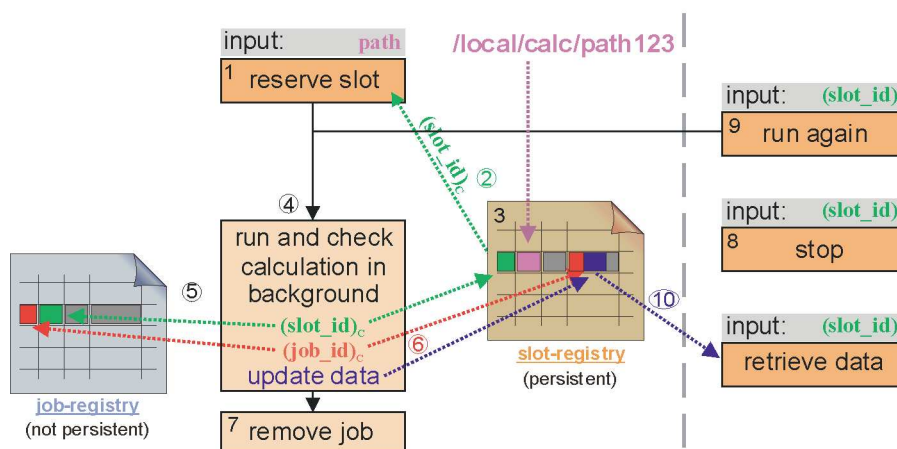 input: path
1 reserve slot
/local/calc/path123
input: (slot_id)
9 run again
(slot_id)c ②
④
3
input: (slot_id)
8 stop
run and check
calculation in
background
⑤
(slot_id)c
(job_id)c ⑥
update data
⑩
slot-registry
(persistent)
input: (slot_id)
retrieve data
job-registry
(not persistent)
7 remove job